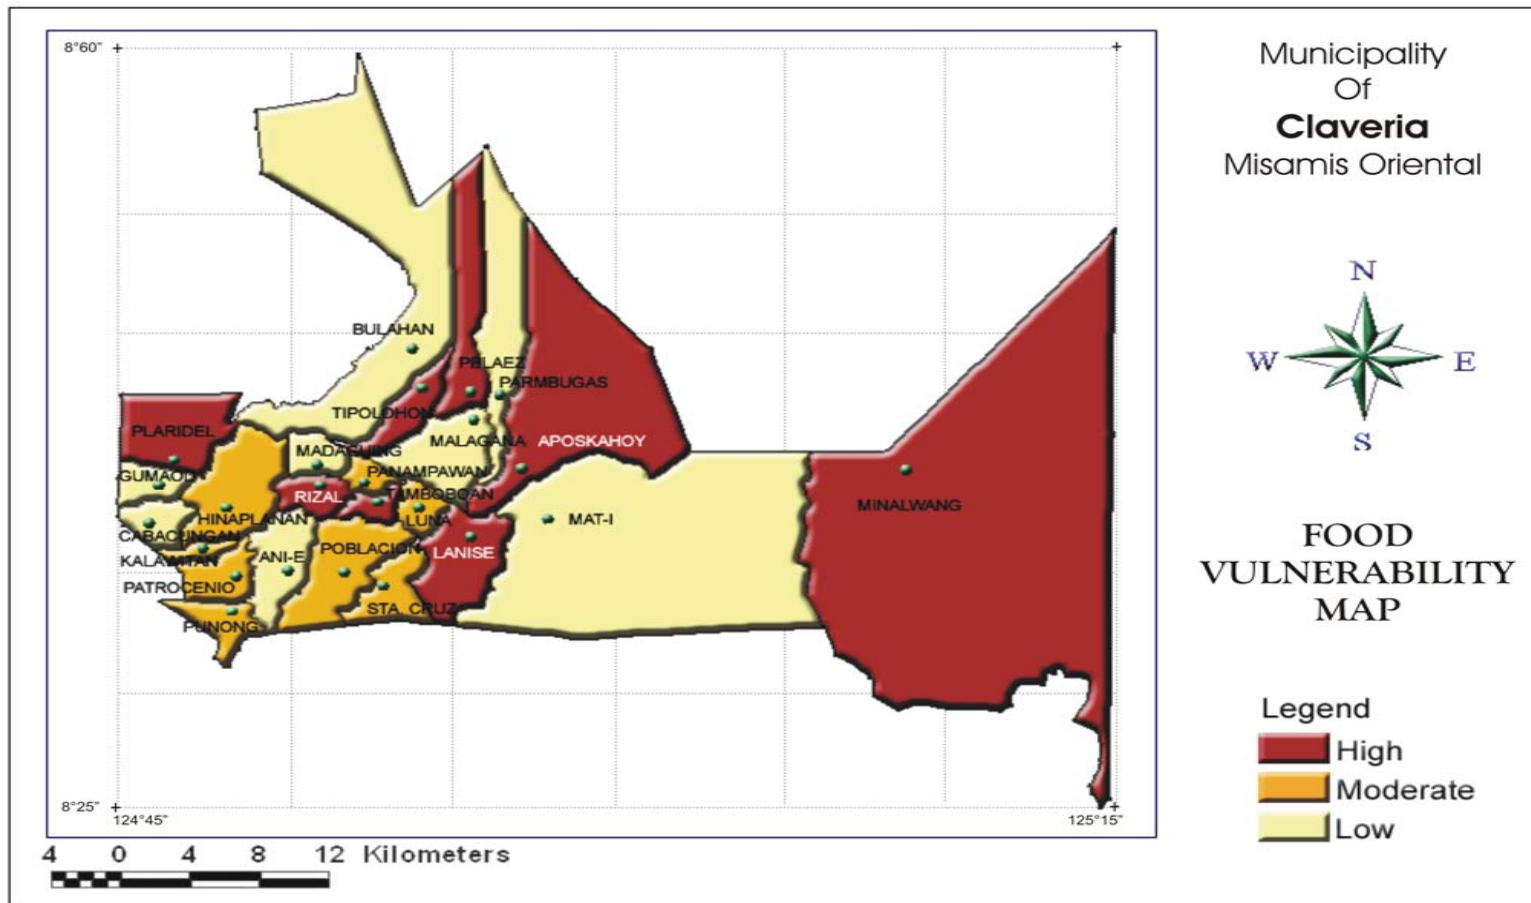 Municipality
Of
Claveria
Misamis Oriental
8°60"
BULAHAN
PELAEZ
PARMBUGAS
TIPOLOHON
PLARIDEL
MALAGANA
APOSKAHOY
MADAGUING
GUMAOD
PANAMPAWAN
RIZAL
TAMBOBOAN
MINALWANG
HINAPLANAN
LUNA
MAT-I
CABACUNGAN
POBLACION
LANISE
KALAWITAN
ANI-E
PATROCENIO
STA. CRUZ
PUNONG
N
W
E
S
FOOD
VULNERABILITY
MAP
Legend
High
Moderate
Low
8°25"
124°45"
125°15"
4 0 4 8 12 Kilometers